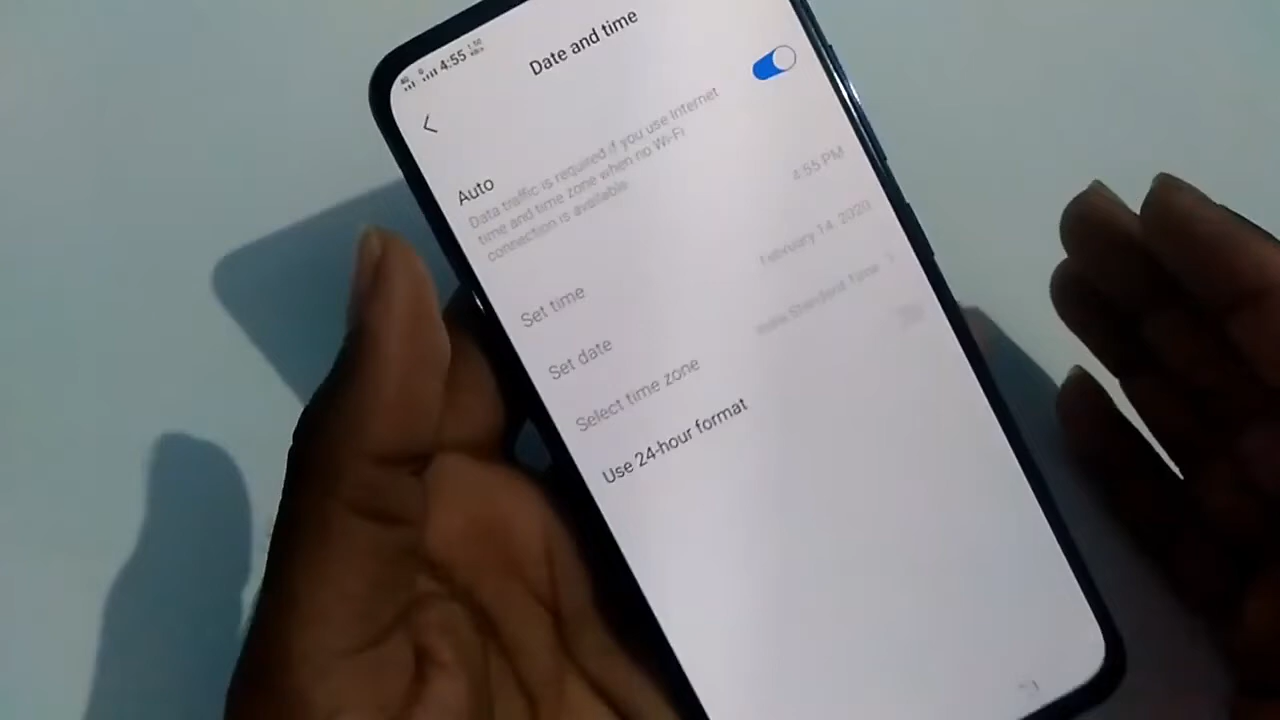 4:55
Date and time
Auto
Data traffic is required if you use Internet
time and time zone when no Wi-Fi
connection is available
Set time 4:55 PM
Set date February 14, 2020
Select time zone Standard Time
Use 24-hour format